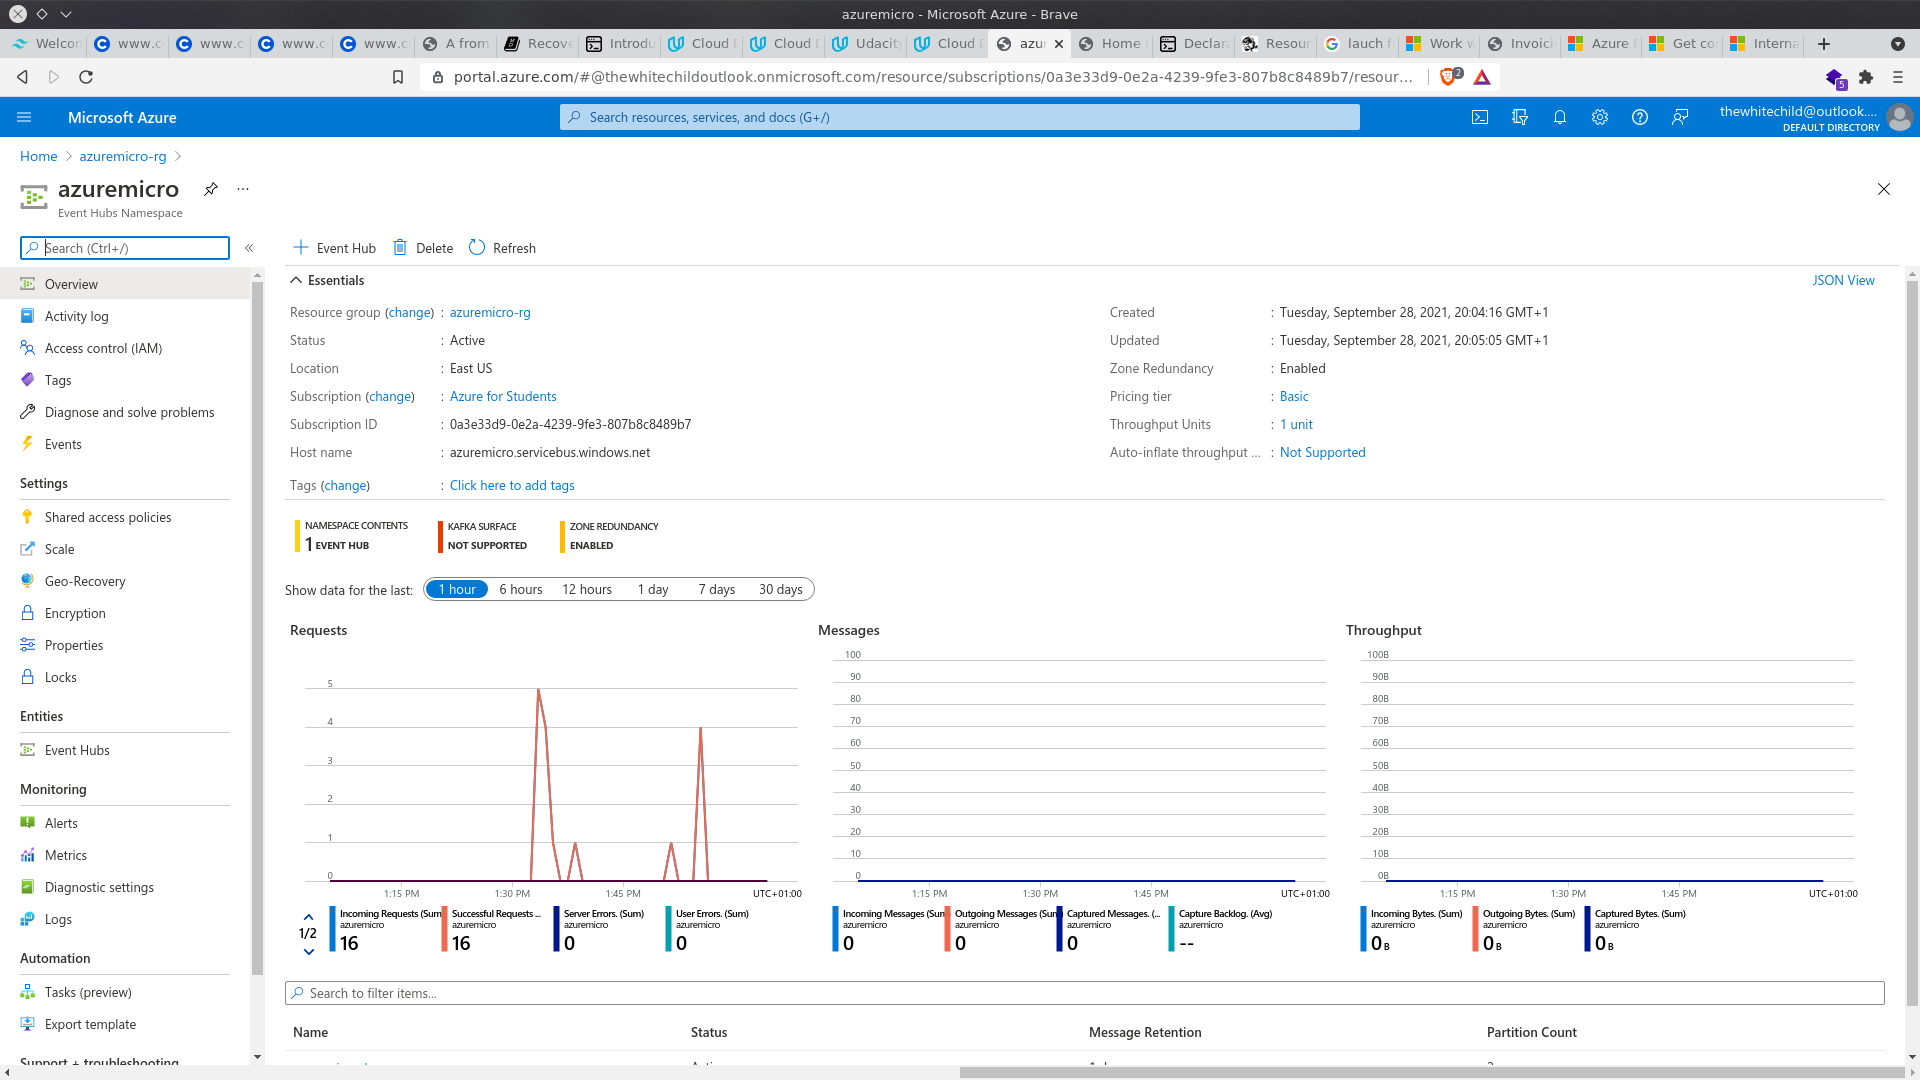 azuremicro - Microsoft Azure - Brave
Welcon www.c www.c www.c www.c A from Recove Introdu Cloud D Cloud D Udacity Cloud D azur Home Declara Resour lauch f Work w Invoici Azure Get co Interna
portal.azure.com/#@thewhitechildoutlook.onmicrosoft.com/resource/subscriptions/0a3e33d9-0e2a-4239-9fe3-807b8c8489b7/resour... 2 5
Microsoft Azure
Search resources, services, and docs (G+/)
thewhitechild@outlook....
DEFAULT DIRECTORY
Home > azuremicro-rg >
azuremicro
Event Hubs Namespace
Search (Ctrl+/)
Overview
Activity log
Access control (IAM)
Tags
Diagnose and solve problems
Events
Settings
Shared access policies
Scale
Geo-Recovery
Encryption
Properties
Locks
Entities
Event Hubs
Monitoring
Alerts
Metrics
Diagnostic settings
Logs
Automation
Tasks (preview)
Export template
Support + troubleshooting
Event Hub Delete Refresh
Essentials JSON View
Resource group (change) : azuremicro-rg
Status : Active
Location : East US
Subscription (change) : Azure for Students
Subscription ID : 0a3e33d9-0e2a-4239-9fe3-807b8c8489b7
Host name : azuremicro.servicebus.windows.net
Tags (change) : Click here to add tags
Created : Tuesday, September 28, 2021, 20:04:16 GMT+1
Updated : Tuesday, September 28, 2021, 20:05:05 GMT+1
Zone Redundancy : Enabled
Pricing tier : Basic
Throughput Units : 1 unit
Auto-inflate throughput ... : Not Supported
NAMESPACE CONTENTS
1 EVENT HUB
KAFKA SURFACE
NOT SUPPORTED
ZONE REDUNDANCY
ENABLED
Show data for the last: 1 hour 6 hours 12 hours 1 day 7 days 30 days
Requests
5
4
3
2
1
0
1:15 PM 1:30 PM 1:45 PM UTC+01:00
1/2
Incoming Requests (Sum
azuremicro
16
Successful Requests ...
azuremicro
16
Server Errors. (Sum)
azuremicro
0
User Errors. (Sum)
azuremicro
0
Messages
100
90
80
70
60
50
40
30
20
10
0
1:15 PM 1:30 PM 1:45 PM UTC+01:00
Incoming Messages (Sum
azuremicro
0
Outgoing Messages (Sum
azuremicro
0
Captured Messages. (...
azuremicro
0
Capture Backlog. (Avg)
azuremicro
--
Throughput
100B
90B
80B
70B
60B
50B
40B
30B
20B
10B
0B
1:15 PM 1:30 PM 1:45 PM UTC+01:00
Incoming Bytes. (Sum)
azuremicro
0 B
Outgoing Bytes. (Sum)
azuremicro
0 B
Captured Bytes. (Sum)
azuremicro
0 B
Search to filter items...
Name Status Message Retention Partition Count